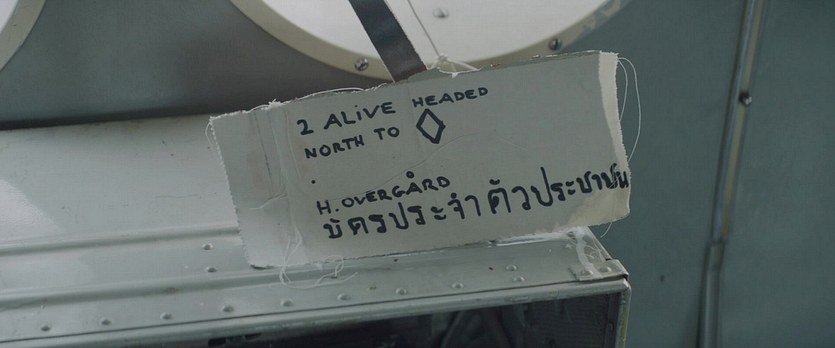 2 ALIVE HEADED
NORTH TO ◊
.
H. OVERGÅRD
บัตรประจำตัวประชาชน